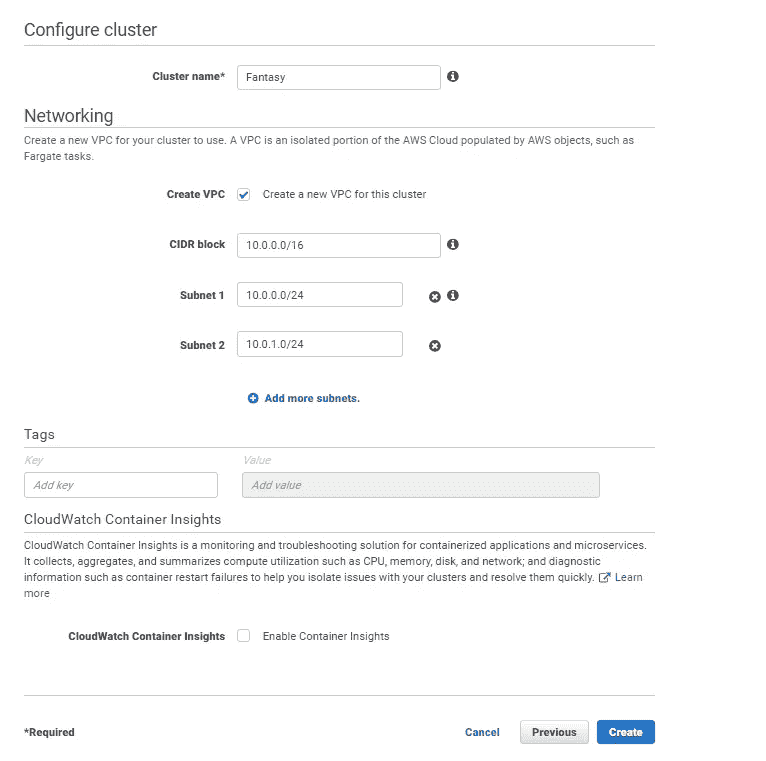 Configure cluster
Cluster name* Fantasy
Networking
Create a new VPC for your cluster to use. A VPC is an isolated portion of the AWS Cloud populated by AWS objects, such as
Fargate tasks.
Create VPC Create a new VPC for this cluster
CIDR block 10.0.0.0/16
Subnet 1 10.0.0.0/24
Subnet 2 10.0.1.0/24
Add more subnets.
Tags
Key Value
Add key Add value
CloudWatch Container Insights
CloudWatch Container Insights is a monitoring and troubleshooting solution for containerized applications and microservices.
It collects, aggregates, and summarizes compute utilization such as CPU, memory, disk, and network; and diagnostic
information such as container restart failures to help you isolate issues with your clusters and resolve them quickly. Learn
more
CloudWatch Container Insights Enable Container Insights
*Required Cancel Previous Create